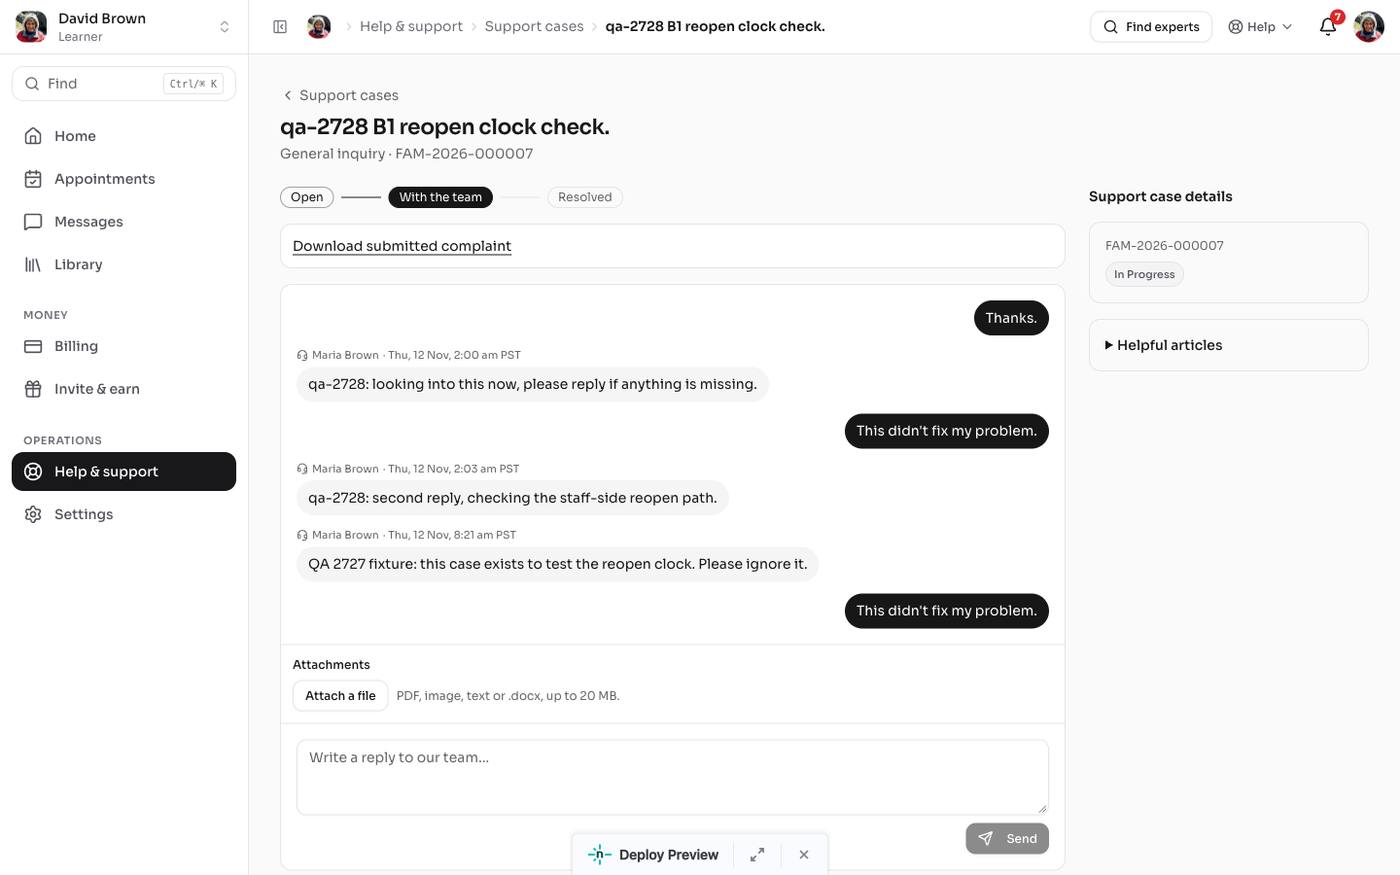 David Brown
Learner
Find
Ctrl/⌘ K
Home
Appointments
Messages
Library
MONEY
Billing
Invite & earn
OPERATIONS
Help & support
Settings
Help & support
Support cases
qa-2728 B1 reopen clock check.
Find experts
Help
7
Support cases
qa-2728 B1 reopen clock check.
General inquiry · FAM-2026-000007
Open
With the team
Resolved
Download submitted complaint
Thanks.
Maria Brown · Thu, 12 Nov, 2:00 am PST
qa-2728: looking into this now, please reply if anything is missing.
This didn't fix my problem.
Maria Brown · Thu, 12 Nov, 2:03 am PST
qa-2728: second reply, checking the staff-side reopen path.
Maria Brown · Thu, 12 Nov, 8:21 am PST
QA 2727 fixture: this case exists to test the reopen clock. Please ignore it.
This didn't fix my problem.
Attachments
Attach a file
PDF, image, text or .docx, up to 20 MB.
Write a reply to our team...
Send
Support case details
FAM-2026-000007
In Progress
Helpful articles
n
Deploy Preview